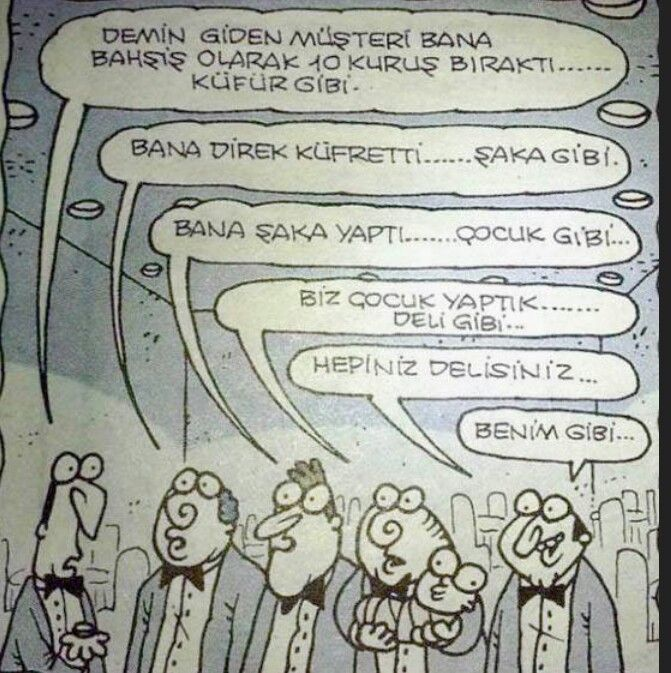 DEMİN GİDEN MÜŞTERİ BANA
BAHŞİŞ OLARAK 10 KURUŞ BIRAKTI......
KÜFÜR GİBİ.
BANA DİREK KÜFRETTİ......ŞAKA GİBİ.
BANA ŞAKA YAPTI.......ÇOCUK GİBİ...
BİZ ÇOCUK YAPTIK........
DELİ GİBİ...
HEPİNİZ DELİSİNİZ...
BENİM GİBİ...